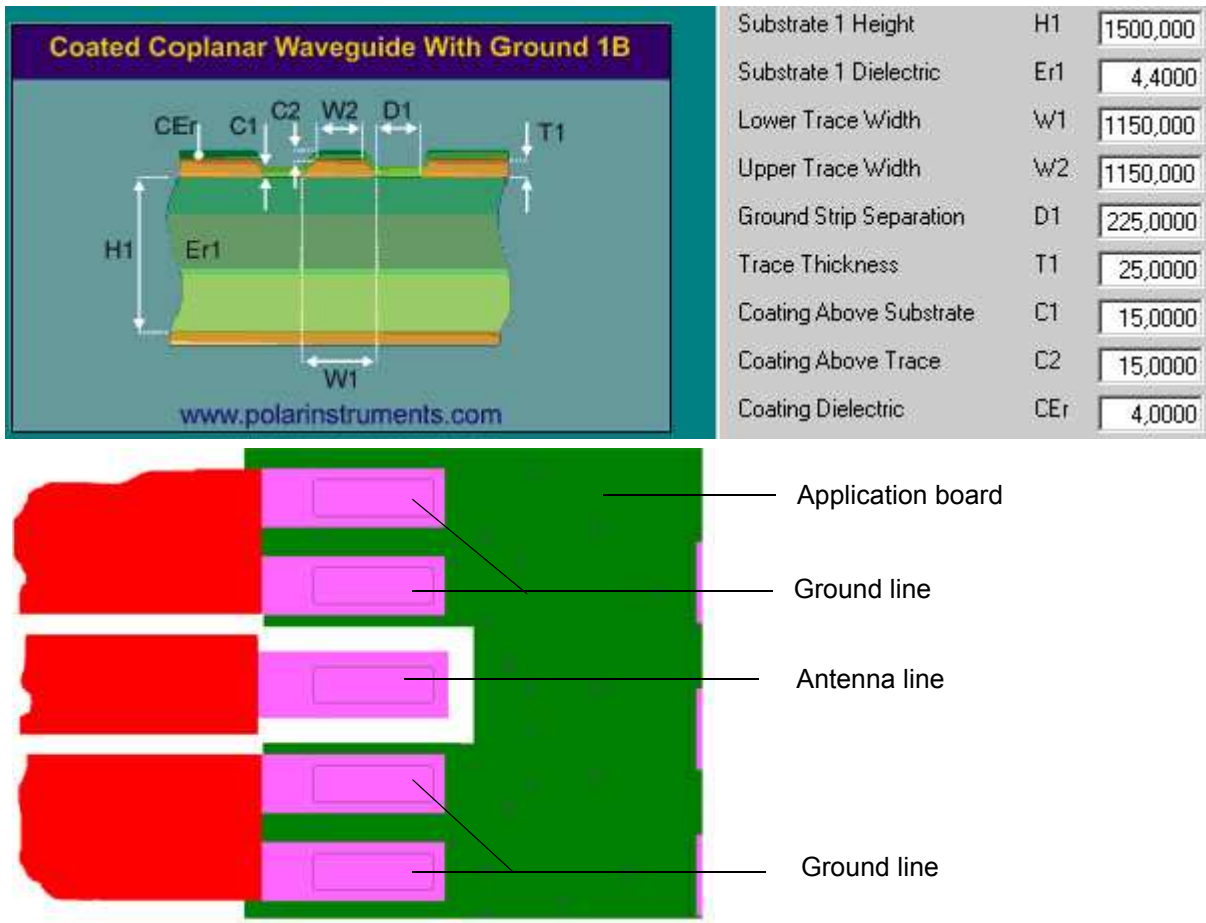 Coated Coplanar Waveguide With Ground 1B
CEr
C1
C2
W2
D1
T1
H1
Er1
W1
www.polarinstruments.com
Substrate 1 Height H1 1500,000
Substrate 1 Dielectric Er1 4,4000
Lower Trace Width W1 1150,000
Upper Trace Width W2 1150,000
Ground Strip Separation D1 225,0000
Trace Thickness T1 25,0000
Coating Above Substrate C1 15,0000
Coating Above Trace C2 15,0000
Coating Dielectric CEr 4,0000
Application board
Ground line
Antenna line
Ground line